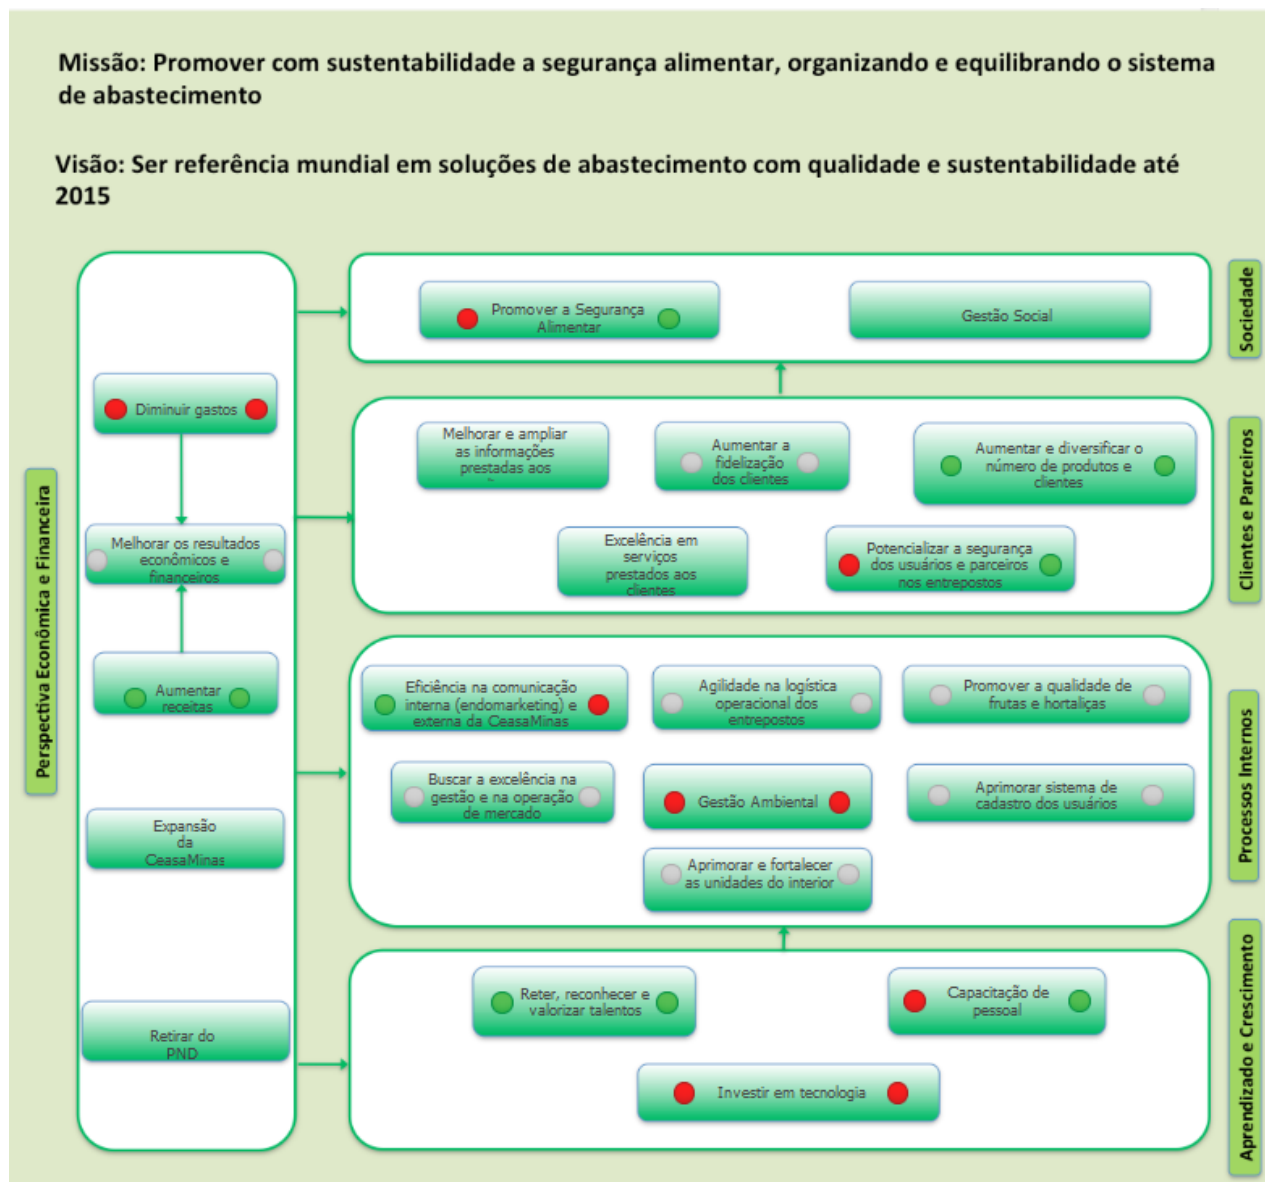 Missão: Promover com sustentabilidade a segurança alimentar, organizando e equilibrando o sistema
de abastecimento
Visão: Ser referência mundial em soluções de abastecimento com qualidade e sustentabilidade até
2015
Perspectiva Econômica e Financeira
Diminuir gastos
Melhorar os resultados
econômicos e
financeiros
Aumentar
receitas
Expansão
da
CeasaMinas
Retirar do
PND
Sociedade
Promover a Segurança
Alimentar
Gestão Social
Clientes e Parceiros
Melhorar e ampliar
as informações
prestadas aos
Aumentar a
fidelização
dos clientes
Aumentar e diversificar o
número de produtos e
clientes
Excelência em
serviços
prestados aos
clientes
Potencializar a segurança
dos usuários e parceiros
nos entrepostos
Processos Internos
Eficiência na comunicação
interna (endomarketing) e
externa da CeasaMinas
Agilidade na logística
operacional dos
entrepostos
Promover a qualidade de
frutas e hortaliças
Buscar a excelência na
gestão e na operação
de mercado
Gestão Ambiental
Aprimorar sistema de
cadastro dos usuários
Aprimorar e fortalecer
as unidades do interior
Aprendizado e Crescimento
Reter, reconhecer e
valorizar talentos
Capacitação de
pessoal
Investir em tecnologia